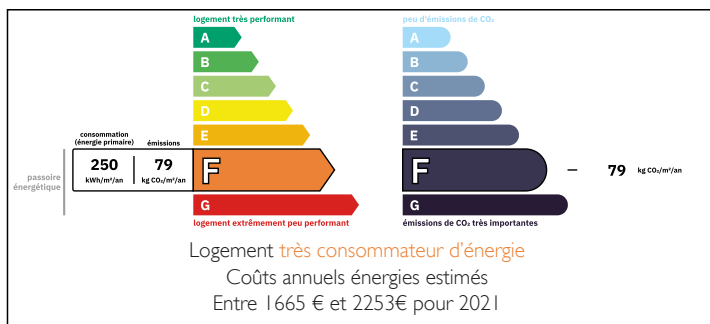 logement très performant
A
B
C
D
E
consommation
(énergie primaire)
émissions
250
kWh/m²/an
79
kg CO₂/m²/an
F
passoire
énergétique
G
logement extrêmement peu performant
peu d'émissions de CO₂
A
B
C
D
E
F
79 kg CO₂/m²/an
G
émissions de CO₂ très importantes
Logement très consommateur d'énergie
Coûts annuels énergies estimés
Entre 1665 € et 2253€ pour 2021